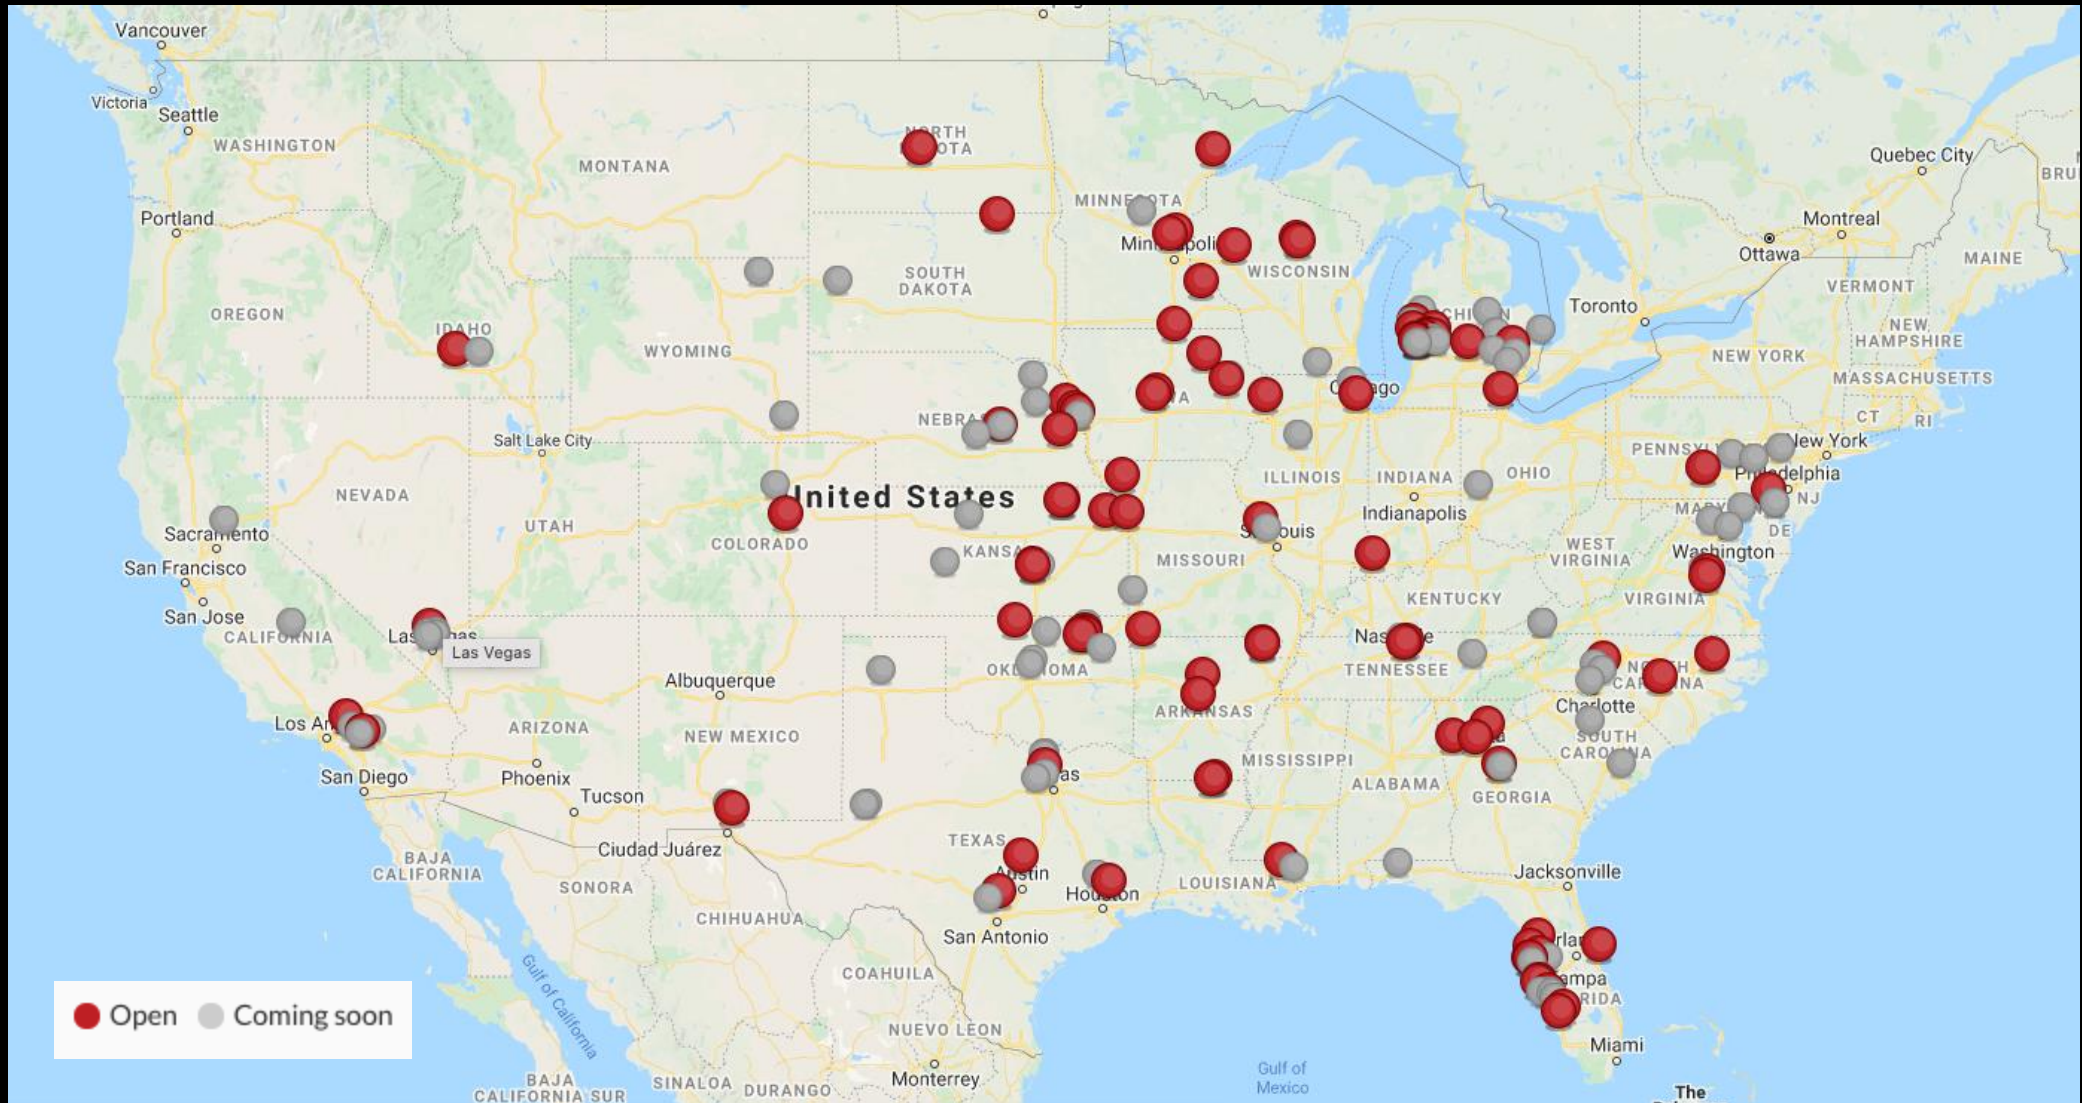 Vancouver
Victoria
Seattle
WASHINGTON
MONTANA
NORTH
MINNESOTA
Quebec City
Portland
Montreal
Ottawa
MAINE
SOUTH
DAKOTA
WISCONSIN
OREGON
IDAHO
WYOMING
Toronto
VERMONT
NEW
HAMPSHIRE
NEW YORK
MASSACHUSETTS
CT
RI
Salt Lake City
New York
Philadelphia
NEVADA
United States
ILLINOIS
INDIANA
OHIO
NJ
UTAH
Sacramento
COLORADO
Indianapolis
DE
San Francisco
MISSOURI
WEST
VIRGINIA
Washington
San Jose
CALIFORNIA
KENTUCKY
VIRGINIA
Las Vegas
TENNESSEE
OKLAHOMA
Albuquerque
ARIZONA
NEW MEXICO
ARKANSAS
Charlotte
SOUTH
CAROLINA
San Diego
Phoenix
Tucson
MISSISSIPPI
ALABAMA
GEORGIA
Ciudad Juárez
TEXAS
Austin
Houston
LOUISIANA
Jacksonville
BAJA
CALIFORNIA
SONORA
CHIHUAHUA
San Antonio
COAHUILA
Gulf of California
Open
Coming soon
NUEVO LEON
Miami
Monterrey
Gulf of
Mexico
BAJA
CALIFORNIA SUR
SINALOA
DURANGO
The